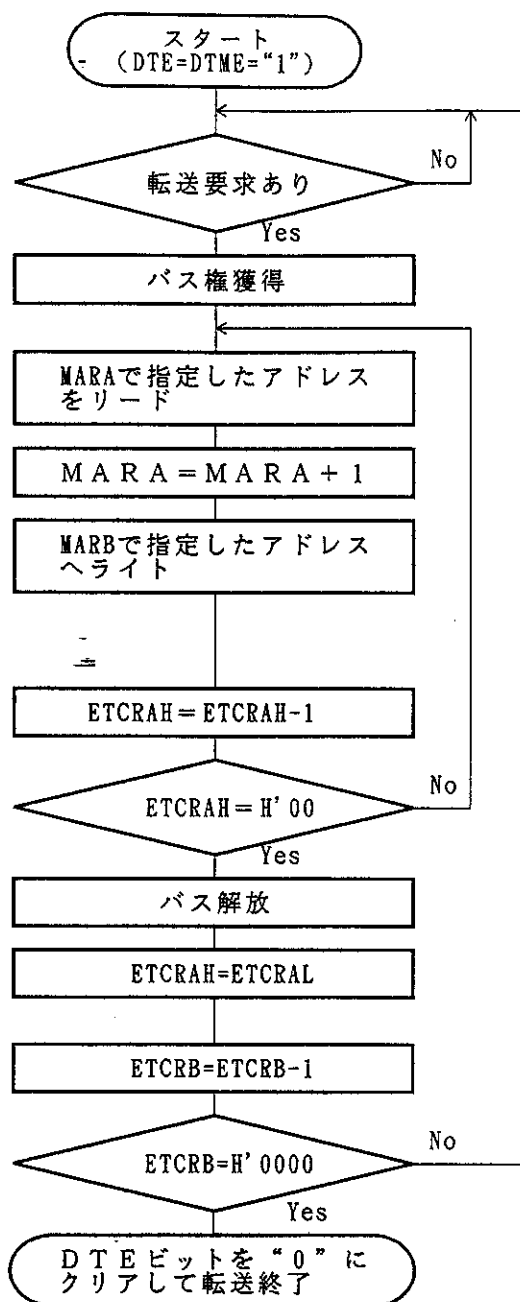 スタート
(DTE=DTME=“1”)
No
転送要求あり
Yes
バス権獲得
MARAで指定したアドレス
をリード
MARA=MARA+1
MARBで指定したアドレス
へライト
ETCRAH=ETCRAH-1
No
ETCRAH=H'00
Yes
バス解放
ETCRAH=ETCRAL
ETCRB=ETCRB-1
No
ETCRB=H'0000
Yes
DTEビットを“0”に
クリアして転送終了